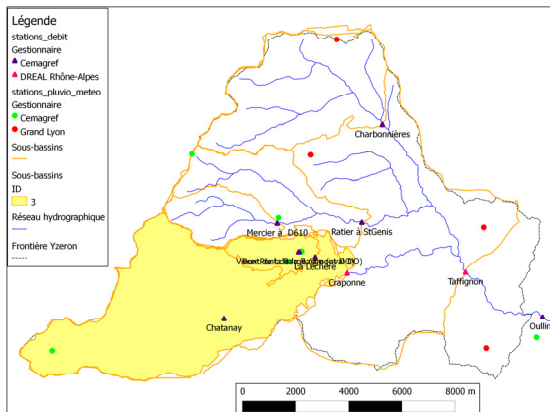 Légende
stations_debit
Gestionnaire
Cemagref
DREAL Rhône-Alpes
stations_pluvio_meteo
Gestionnaire
Cemagref
Grand Lyon
Sous-bassins
Sous-bassins
ID
3
Réseau hydrographique
Frontière Yzeron
Charbonnières
Mercier à D610
Ratier à StGenis
La Léchère
Craponne
Taffignon
Chatanay
Oullin
0 2000 4000 6000 8000 m